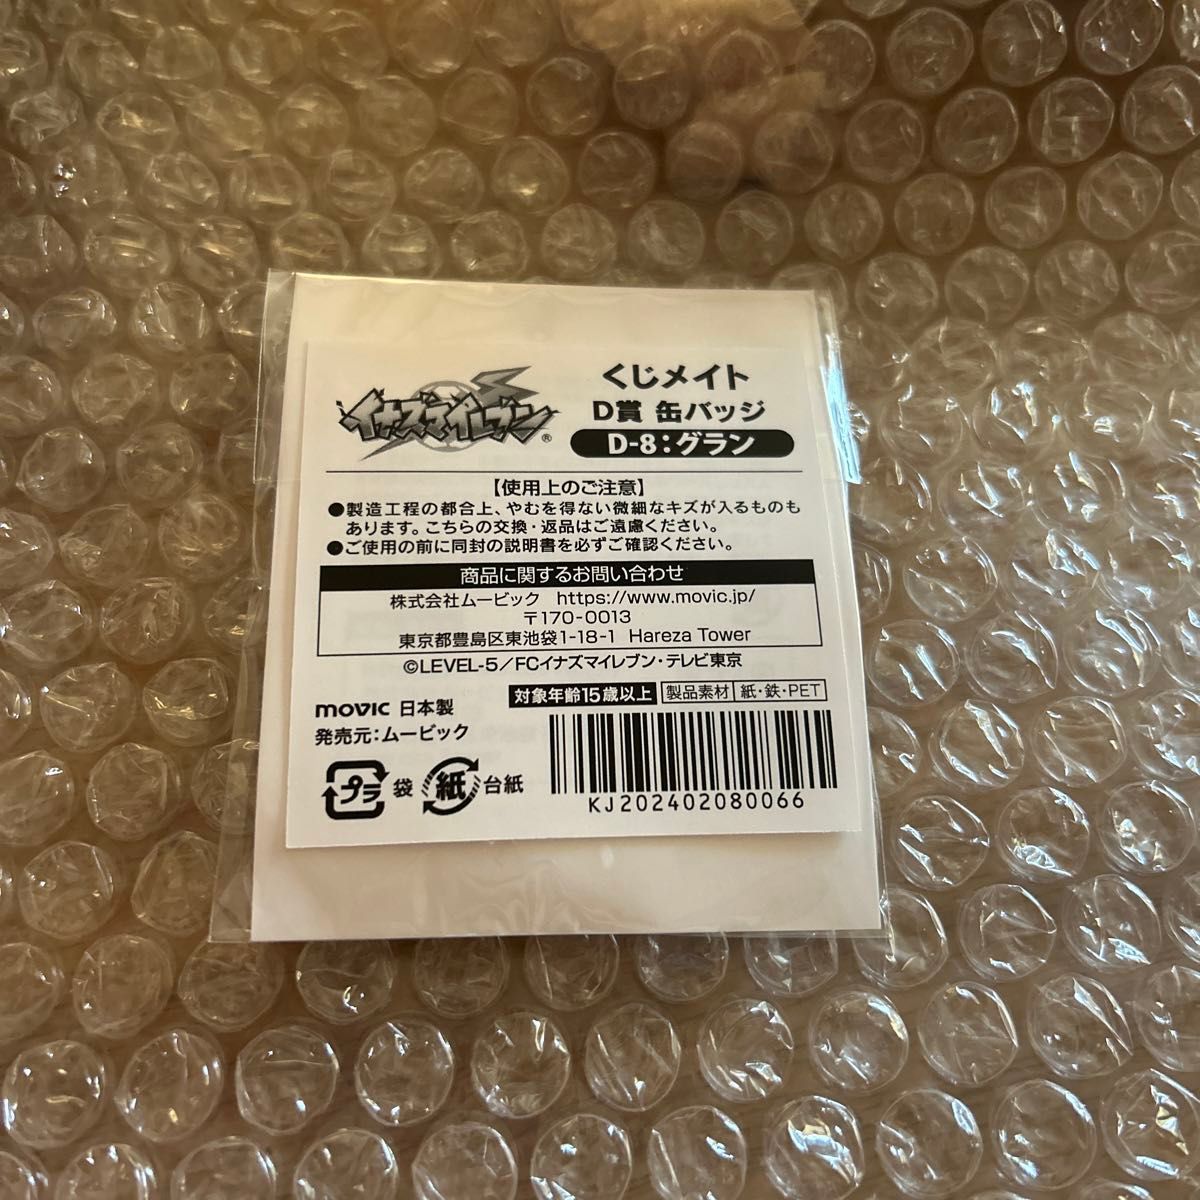 イナズマイレブン®
くじメイト
D賞 缶バッジ
D-8：グラン
【使用上のご注意】
●製造工程の都合上、やむを得ない微細なキズが入るものも
あります。こちらの交換・返品はご遠慮ください。
●ご使用の前に同封の説明書を必ずご確認ください。
商品に関するお問い合わせ
株式会社ムービック https://www.movic.jp/
〒170-0013
東京都豊島区東池袋1-18-1 Hareza Tower
©LEVEL-5／FCイナズマイレブン・テレビ東京
対象年齢15歳以上 製品素材 紙・鉄・PET
movic 日本製
発売元：ムービック
プラ 袋 紙 台紙
KJ202402080066